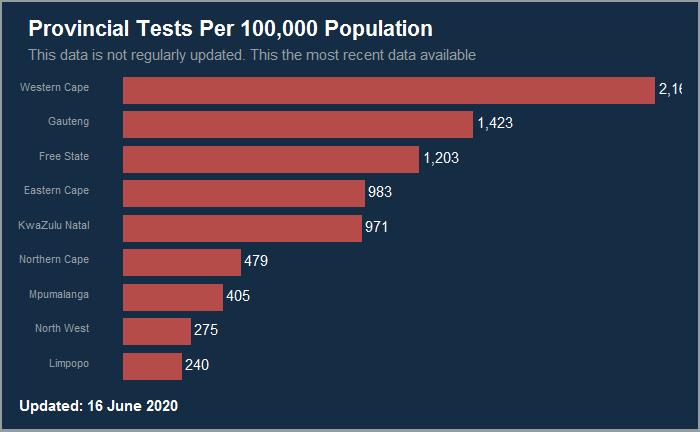 Provincial Tests Per 100,000 Population
This data is not regularly updated. This the most recent data available
Western Cape
Gauteng 1,423
Free State 1,203
Eastern Cape 983
KwaZulu Natal 971
Northern Cape 479
Mpumalanga 405
North West 275
Limpopo 240
Updated: 16 June 2020